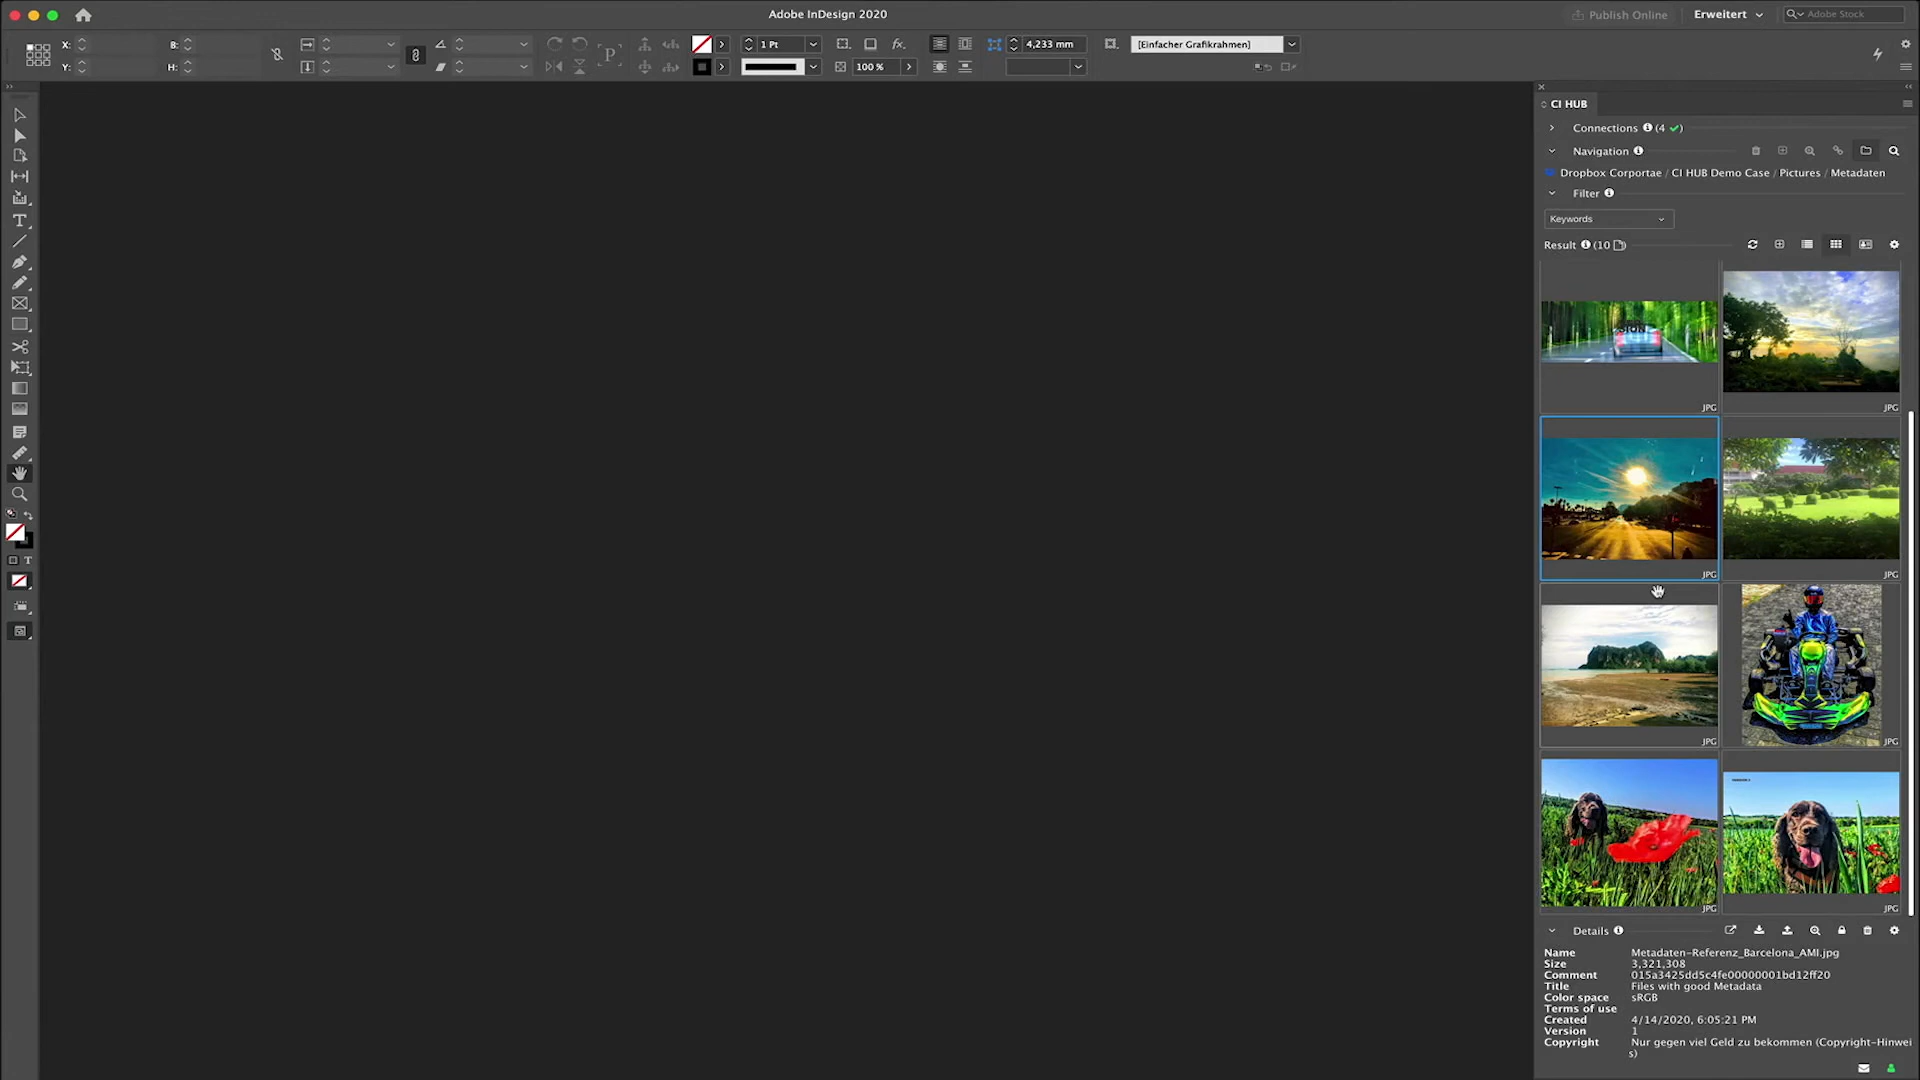 Adobe InDesign 2020
Publish Online
Erweitert
Adobe Stock
X:
B:
1 Pt
4,233 mm
[Einfacher Grafikrahmen]
Y:
H:
100 %
CI HUB
Connections (4 ✓)
Navigation
Dropbox Corportae / CI HUB Demo Case / Pictures / Metadaten
Filter
Keywords
Result (10)
JPG
JPG
JPG
JPG
JPG
JPG
JPG
JPG
Details
Name Metadaten-Referenz_Barcelona_AMI.jpg
Size 3,321,308
Comment 015a3425dd5c4fe00000001bd12ff20
Title Files with good Metadata
Color space sRGB
Terms of use
Created 4/14/2020, 6:05:21 PM
Version 1
Copyright Nur gegen viel Geld zu bekommen (Copyright-Hinwei
s)